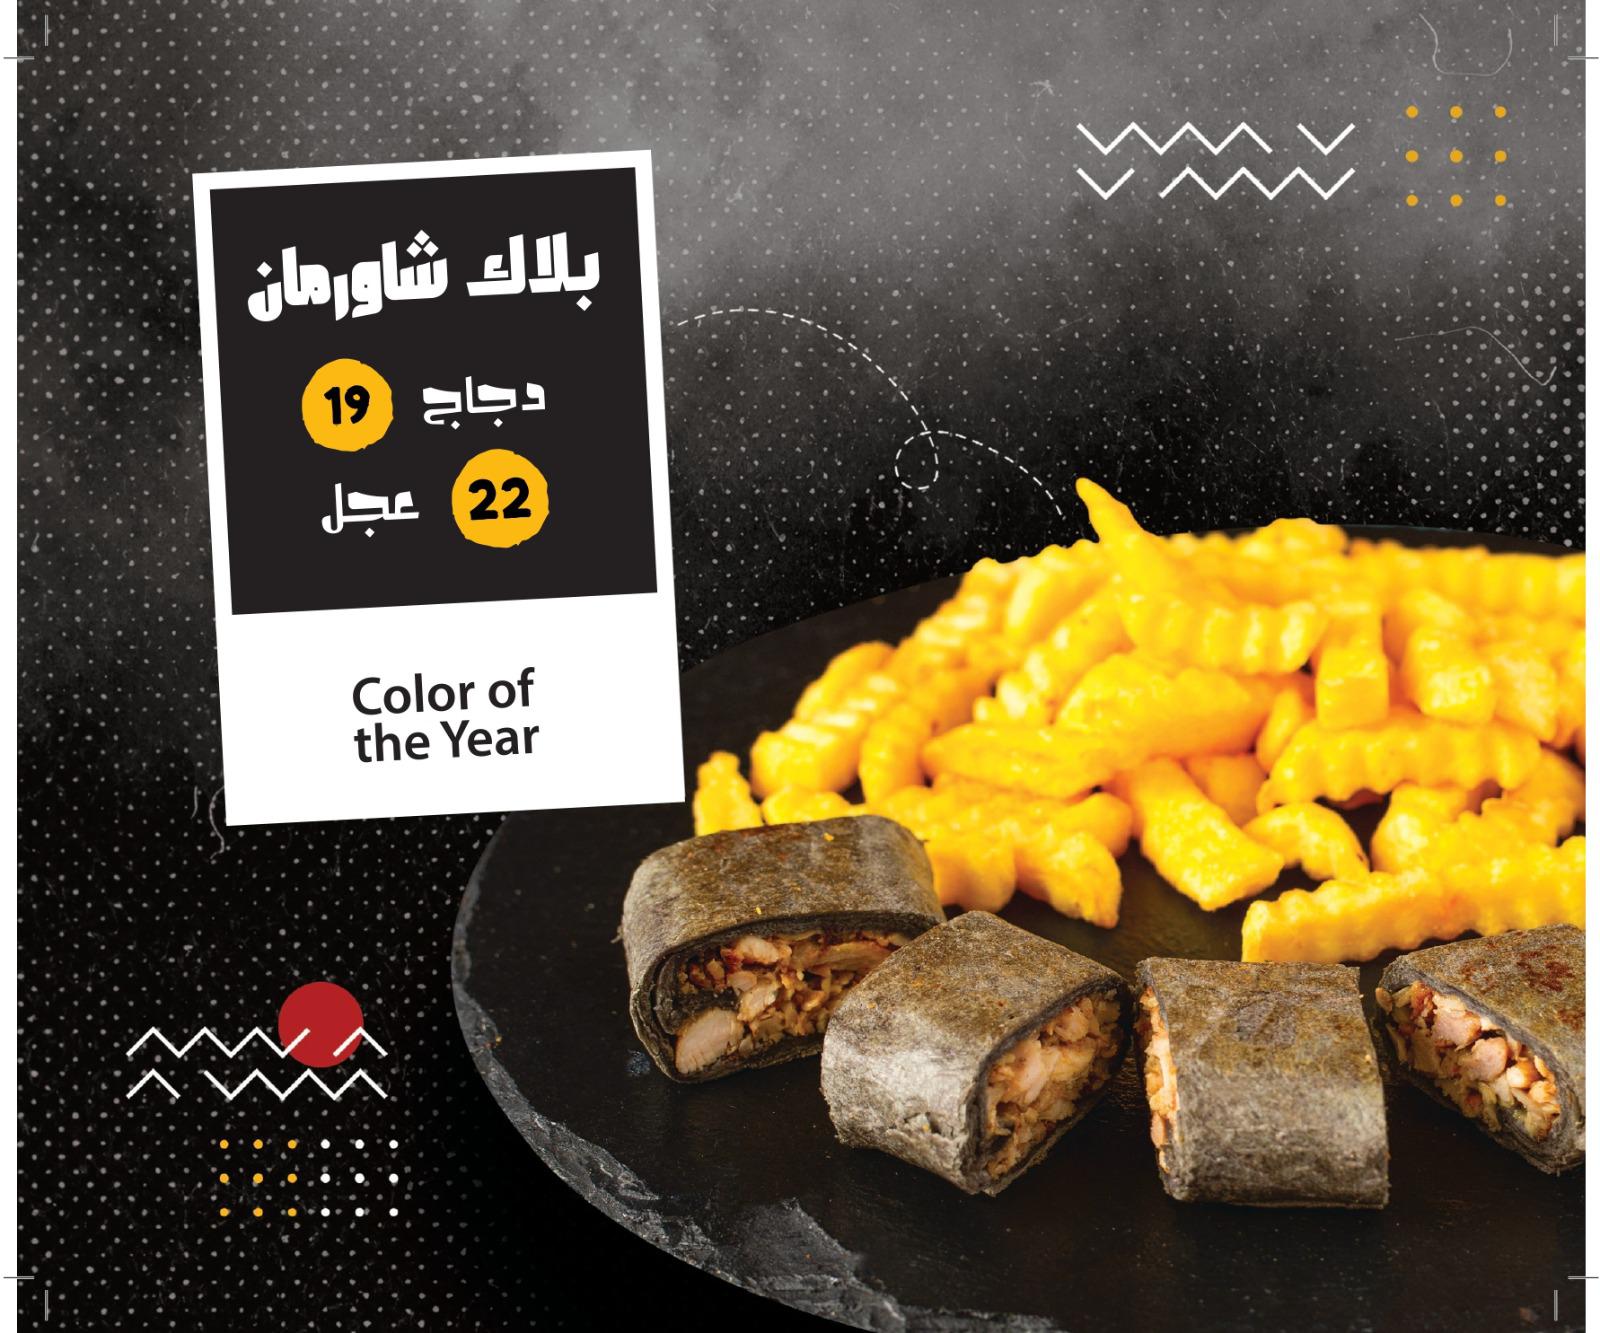 بلاك شاورمان
دجاج 19
22 عجل
Color of
the Year